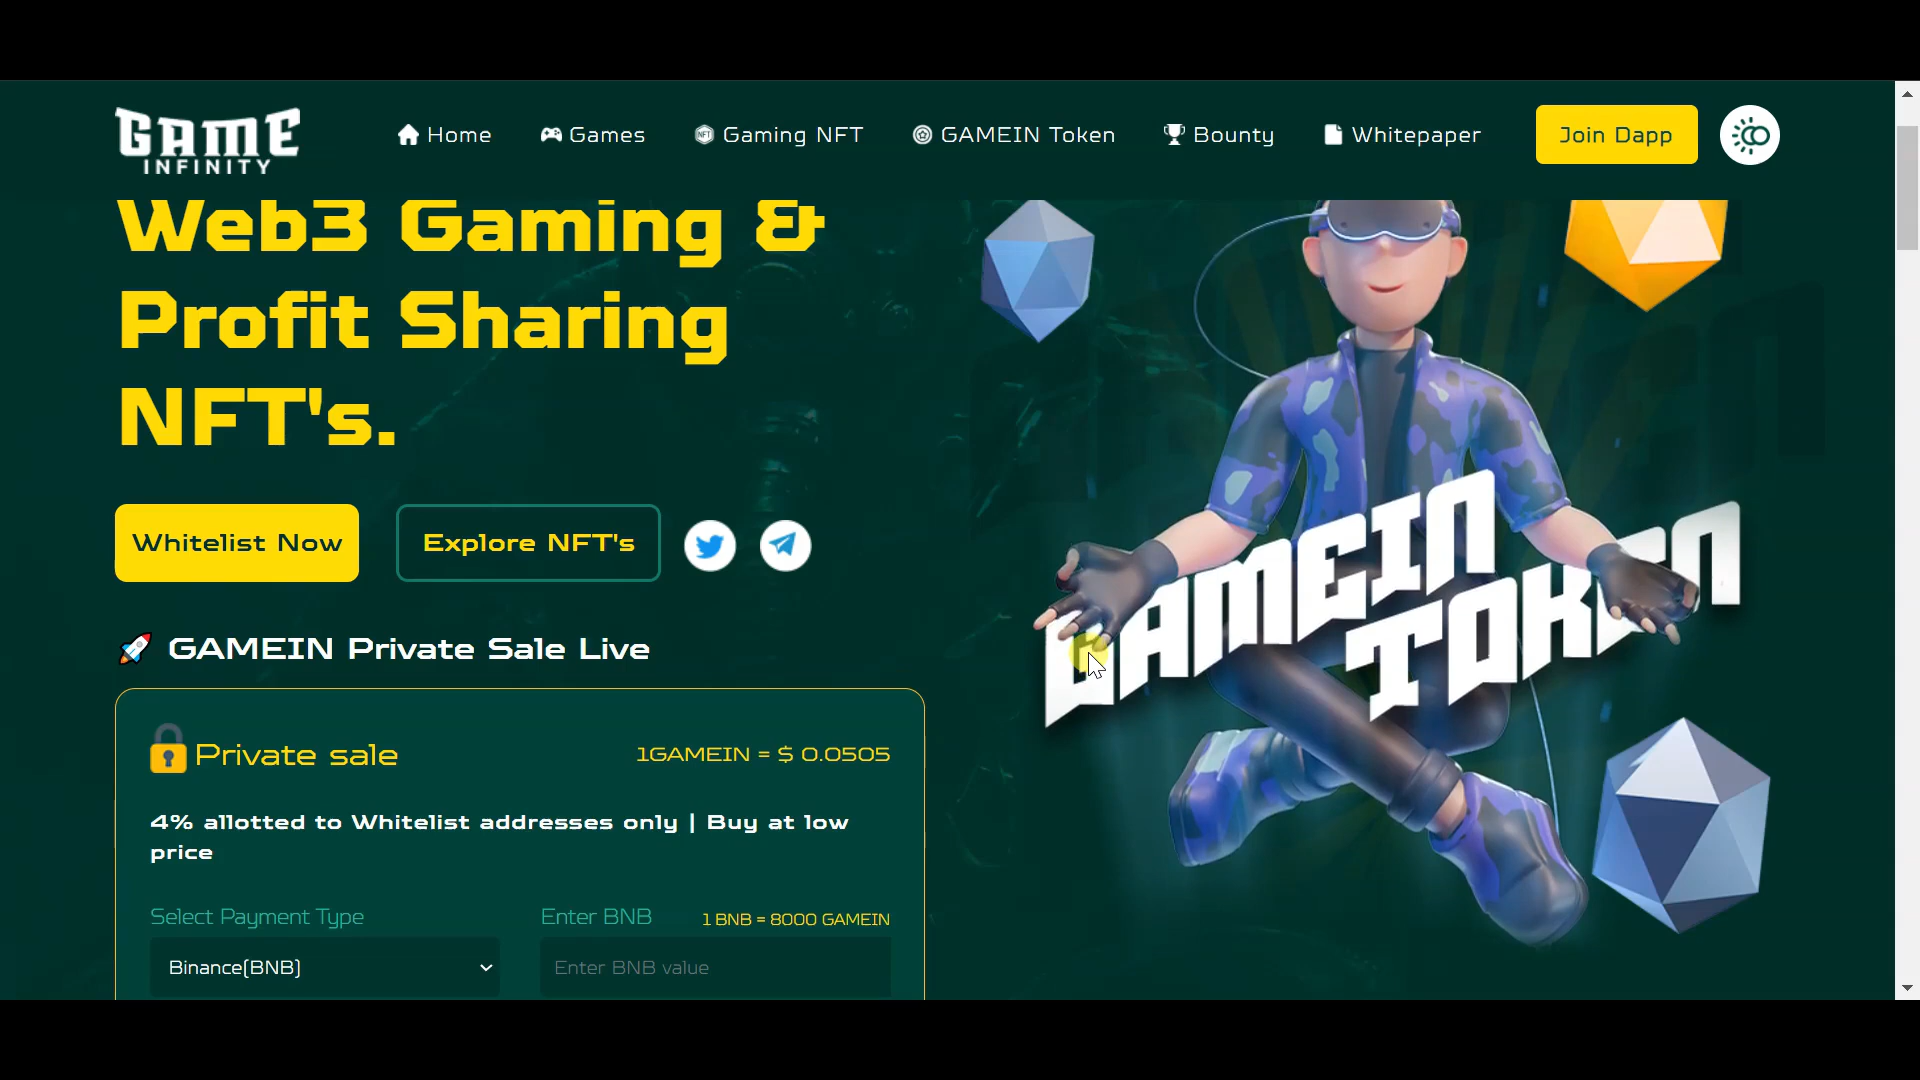 GAME
INFINITY
Home
Games
Gaming NFT
GAMEIN Token
Bounty
Whitepaper
Join Dapp
Web3 Gaming &
Profit Sharing
NFT's.
Whitelist Now
Explore NFT's
🚀 GAMEIN Private Sale Live
Private sale
1GAMEIN = $ 0.0505
4% allotted to Whitelist addresses only | Buy at low
price
Select Payment Type
Enter BNB
1 BNB = 8000 GAMEIN
Binance(BNB)
Enter BNB value
GAMEIN
TOKEN